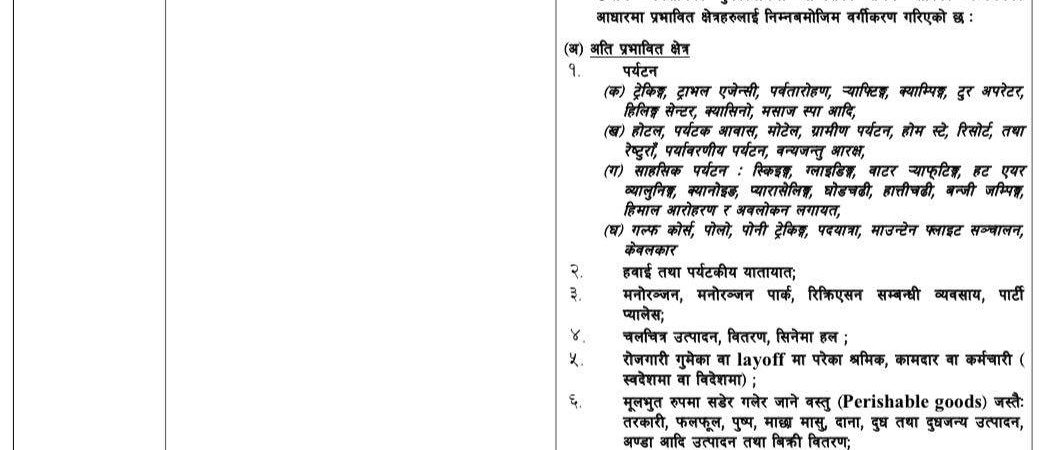 आधारमा प्रभावित क्षेत्रहरुलाई निम्नबमोजिम वर्गीकरण गरिएको छ :
(अ) अति प्रभावित क्षेत्र
१. पर्यटन
(क) ट्रेकिङ्ग, ट्राभल एजेन्सी, पर्वतारोहण, र्‍याफ्टिङ्ग, क्याम्पिङ्ग, टुर अपरेटर,
हिलिङ्ग सेन्टर, क्यासिनो, मसाज स्पा आदि,
(ख) होटल, पर्यटक आवास, मोटेल, ग्रामीण पर्यटन, होम स्टे, रिसोर्ट, तथा
रेष्टुराँ, पर्यावरणीय पर्यटन, वन्यजन्तु आरक्ष,
(ग) साहसिक पर्यटन : स्किइङ्ग, ग्लाइडिङ्ग, वाटर र्‍याफ्टिङ्ग, हट एयर
व्यालुनिङ्ग, क्यानोइङ, प्यारासेलिङ्ग, घोडचढी, हात्तीचढी, बन्जी जम्पिङ्ग,
हिमाल आरोहरण र अवलोकन लगायत,
(घ) गल्फ कोर्स, पोलो, पोनी ट्रेकिङ्ग, पदयात्रा, माउन्टेन फ्लाइट सञ्चालन,
केवलकार
२. हवाई तथा पर्यटकीय यातायात;
३. मनोरञ्जन, मनोरञ्जन पार्क, रिक्रिएसन सम्बन्धी व्यवसाय, पार्टी
प्यालेस;
४. चलचित्र उत्पादन, वितरण, सिनेमा हल ;
५. रोजगारी गुमेका वा layoff मा परेका श्रमिक, कामदार वा कर्मचारी (
स्वदेशमा वा विदेशमा) ;
६. मूलभुत रुपमा सडेर गलेर जाने वस्तु (Perishable goods) जस्तै:
तरकारी, फलफूल, पुष्प, माछा मासु, दाना, दुध तथा दुधजन्य उत्पादन,
अण्डा आदि उत्पादन तथा बिक्री वितरण;